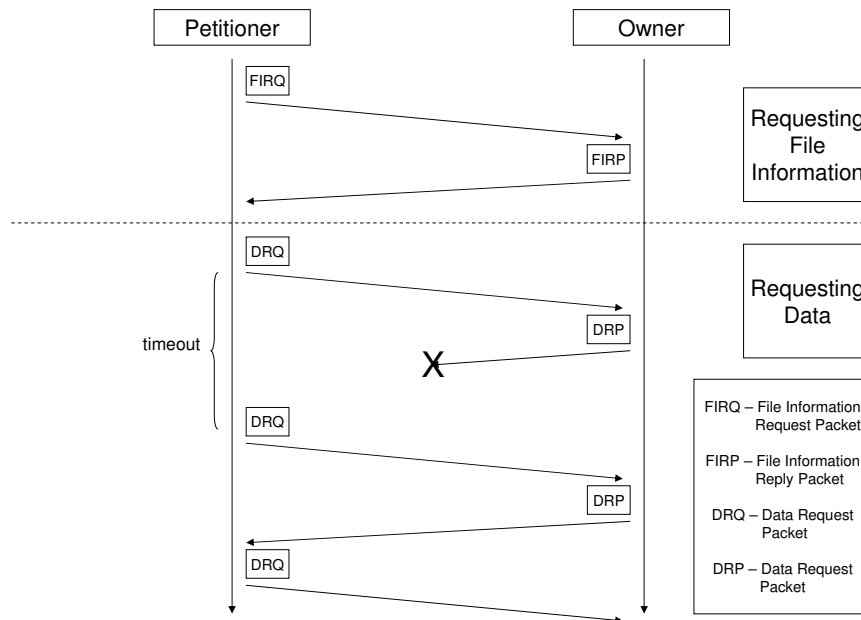 Petitioner
Owner
FIRQ
Requesting
File
Information
FIRP
DRQ
Requesting
Data
DRP
timeout
X
FIRQ – File Information
Request Packet
DRQ
FIRP – File Information
Reply Packet
DRP
DRQ – Data Request
Packet
DRQ
DRP – Data Request
Packet